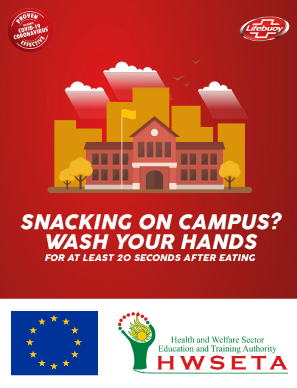 PROVEN
AGAINST
COVID-19
CORONAVIRUS
EFFECTIVE
Lifebuoy
SNACKING ON CAMPUS?
WASH YOUR HANDS
FOR AT LEAST 20 SECONDS AFTER EATING
Health and Welfare Sector
Education and Training Authority
HWSETA